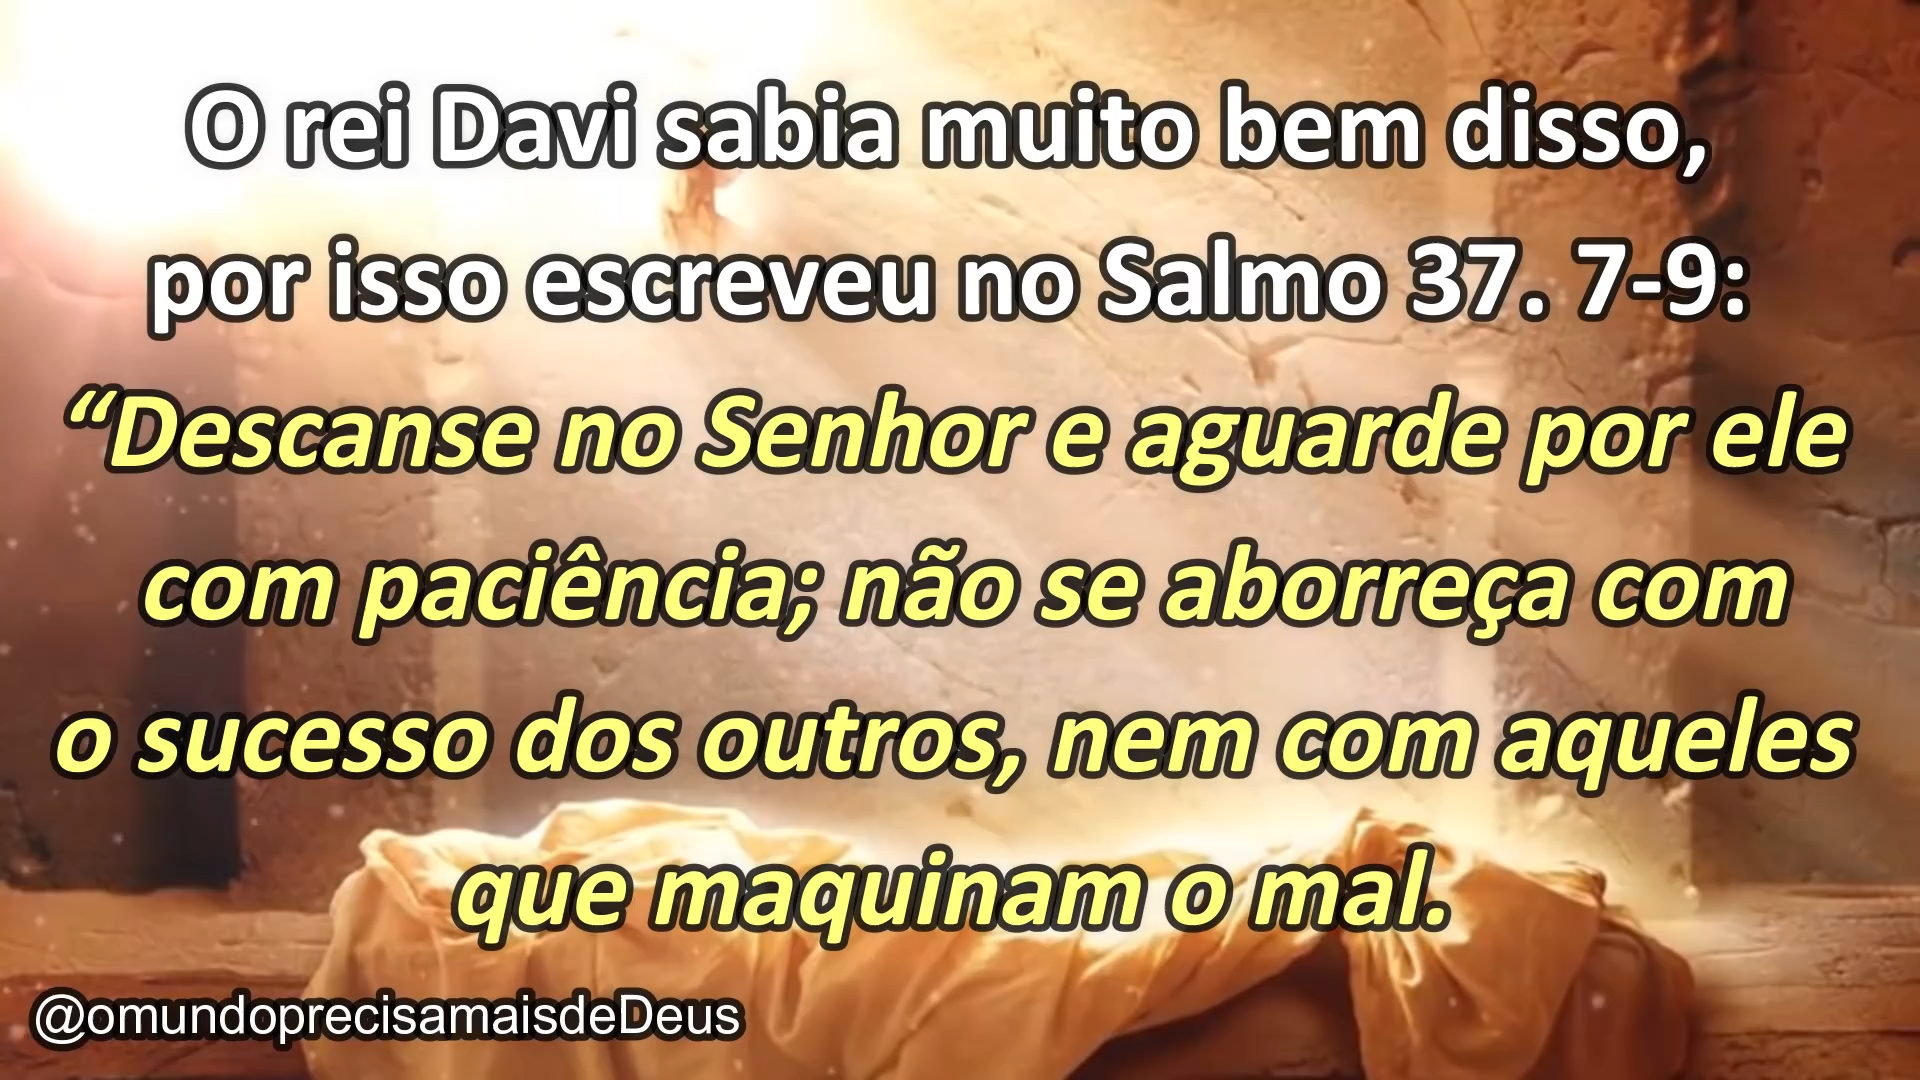 O rei Davi sabia muito bem disso,
por isso escreveu no Salmo 37. 7-9:
“Descanse no Senhor e aguarde por ele
com paciência; não se aborreça com
o sucesso dos outros, nem com aqueles
que maquinam o mal.
@omundoprecisamaisdeDeus